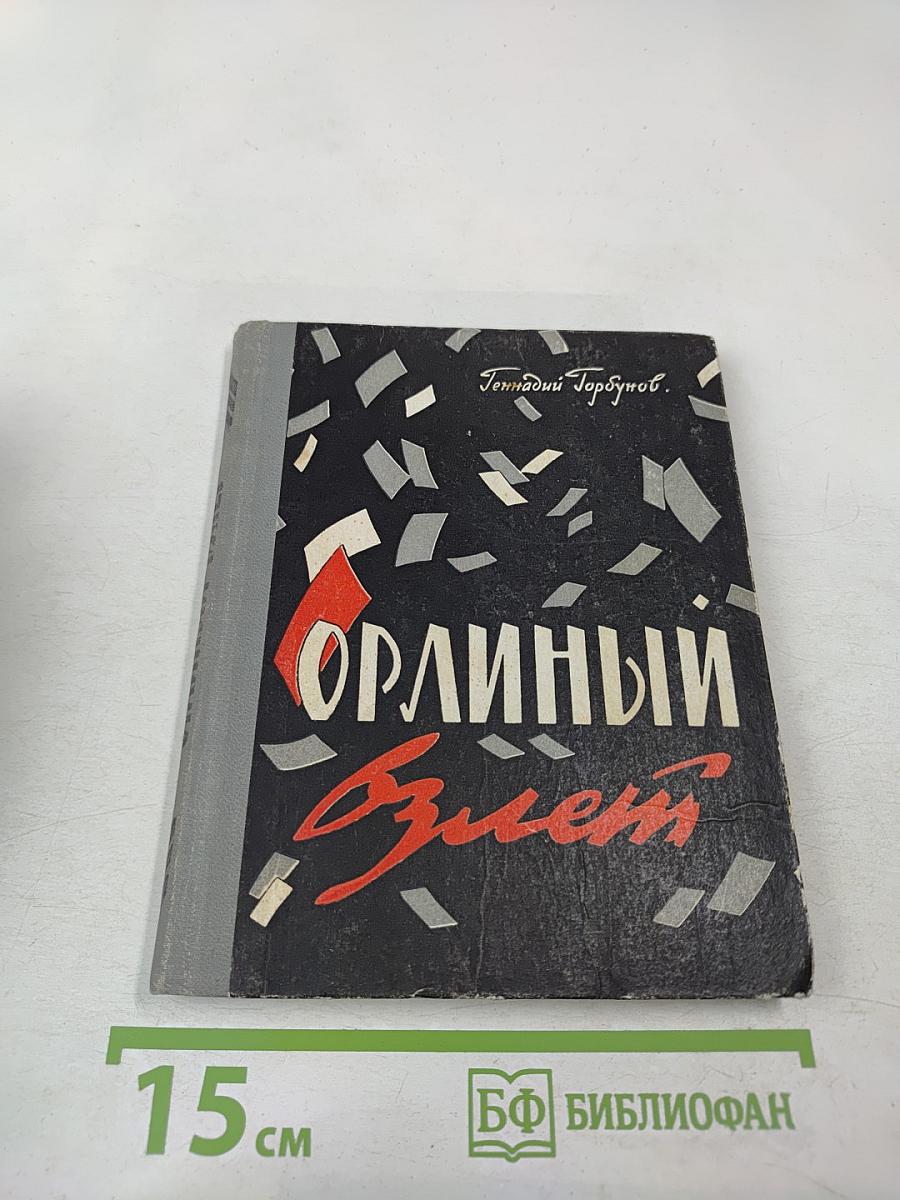 Геннадий Горбунов.
ОРЛИНЫЙ
взлет
15 см
БФ БИБЛИОФАН